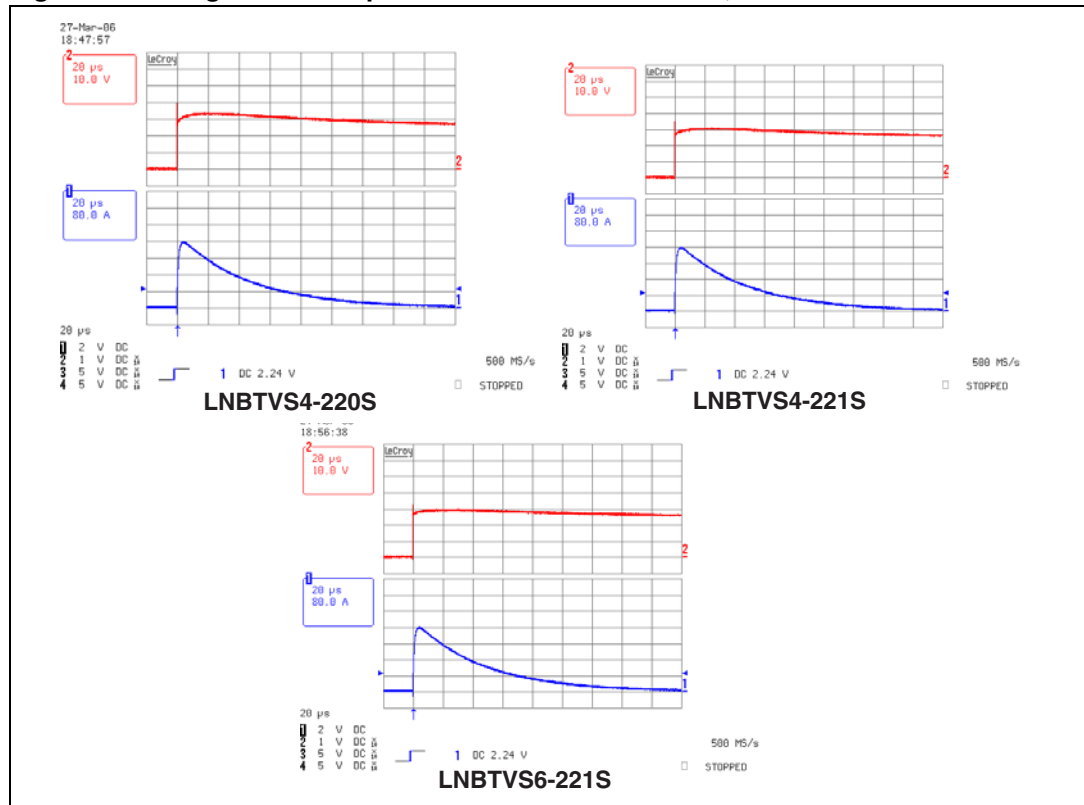 27-Mar-06
18:47:57
2
20 µs
10.0 V
LeCroy
2
1
20 µs
80.0 A
1
20 µs
1 2 V DC
2 1 V DC
3 5 V DC
4 5 V DC
1 DC 2.24 V
500 MS/s
STOPPED
LNBTVS4-220S
2
20 µs
10.0 V
LeCroy
2
1
20 µs
80.0 A
1
20 µs
1 2 V DC
2 1 V DC
3 5 V DC
4 5 V DC
1 DC 2.24 V
500 MS/s
STOPPED
LNBTVS4-221S
18:56:38
2
20 µs
10.0 V
LeCroy
2
1
20 µs
80.0 A
1
20 µs
1 2 V DC
2 1 V DC
3 5 V DC
4 5 V DC
1 DC 2.24 V
500 MS/s
STOPPED
LNBTVS6-221S